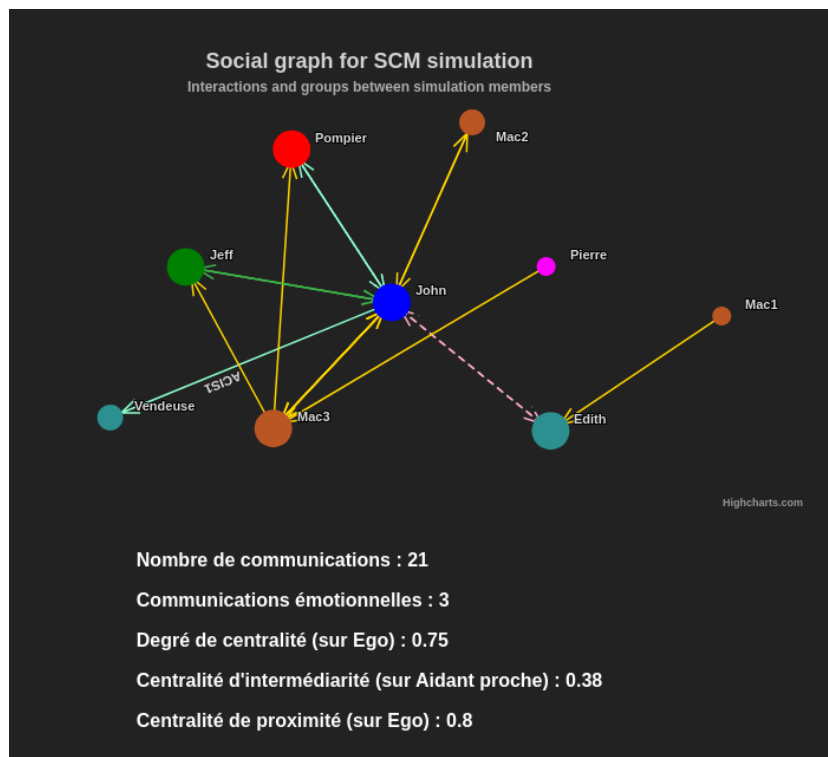 Social graph for SCM simulation
Interactions and groups between simulation members
Pompier
Mac2
Jeff
Pierre
John
Mac1
ACIS1
Vendeuse
Mac3
Edith
Highcharts.com
Nombre de communications : 21
Communications émotionnelles : 3
Degré de centralité (sur Ego) : 0.75
Centralité d'intermédiarité (sur Aidant proche) : 0.38
Centralité de proximité (sur Ego) : 0.8